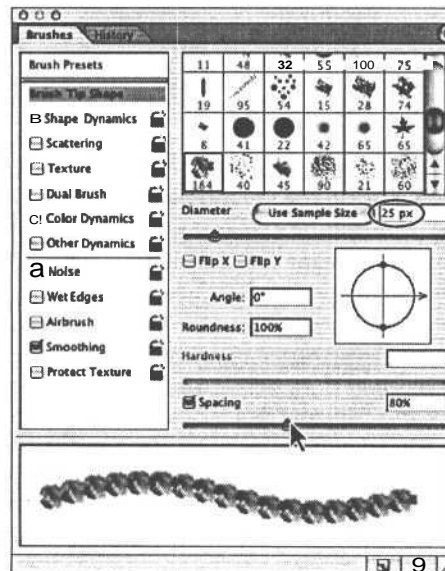 Brushes History
Brush Presets
Brush Tip Shape
B Shape Dynamics
Scattering
Texture
Dual Brush
C! Color Dynamics
Other Dynamics
a Noise
Wet Edges
Airbrush
Smoothing
Protect Texture
11 48 32 55 100 75
19 95 54 15 28 74
8 41 22 42 65 65
164 40 45 90 21 60
Diameter Use Sample Size 25 px
Flip X Flip Y
Angle: 0°
Roundness: 100%
Hardness
Spacing 80%
9